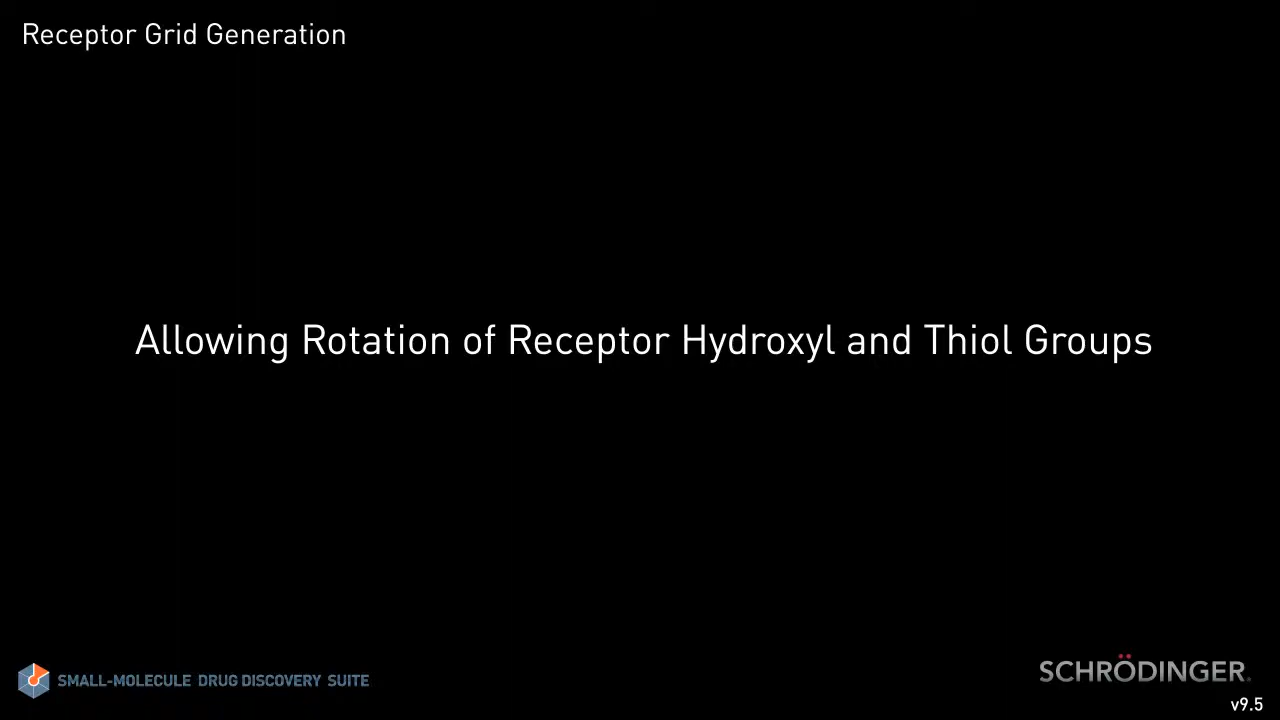 Receptor Grid Generation
Allowing Rotation of Receptor Hydroxyl and Thiol Groups
SMALL-MOLECULE DRUG DISCOVERY SUITE
SCHRÖDINGER®
v9.5